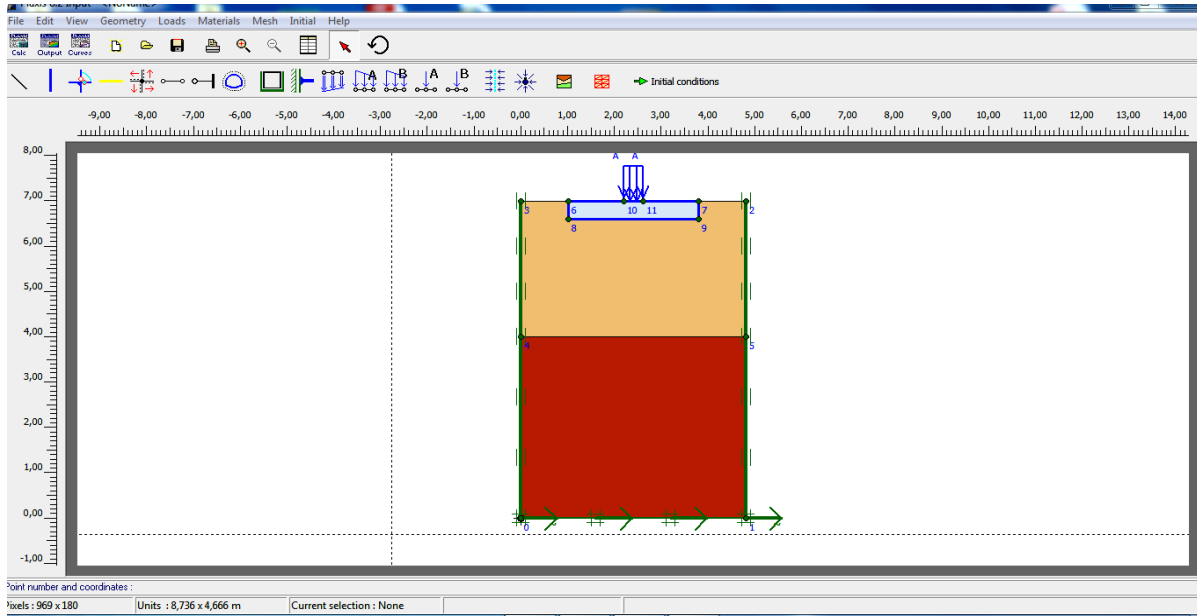 Plaxis 8.2 Input - <NoName>
File Edit View Geometry Loads Materials Mesh Initial Help
Calc Output Curves
A B A B Initial conditions
-9,00 -8,00 -7,00 -6,00 -5,00 -4,00 -3,00 -2,00 -1,00 0,00 1,00 2,00 3,00 4,00 5,00 6,00 7,00 8,00 9,00 10,00 11,00 12,00 13,00 14,00
8,00
A A
7,00
3 6 10 11 7 2
8 9
6,00
5,00
4,00
4 5
3,00
2,00
1,00
0,00
0 1
-1,00
Point number and coordinates :
Pixels : 969 x 180 Units : 8,736 x 4,666 m Current selection : None